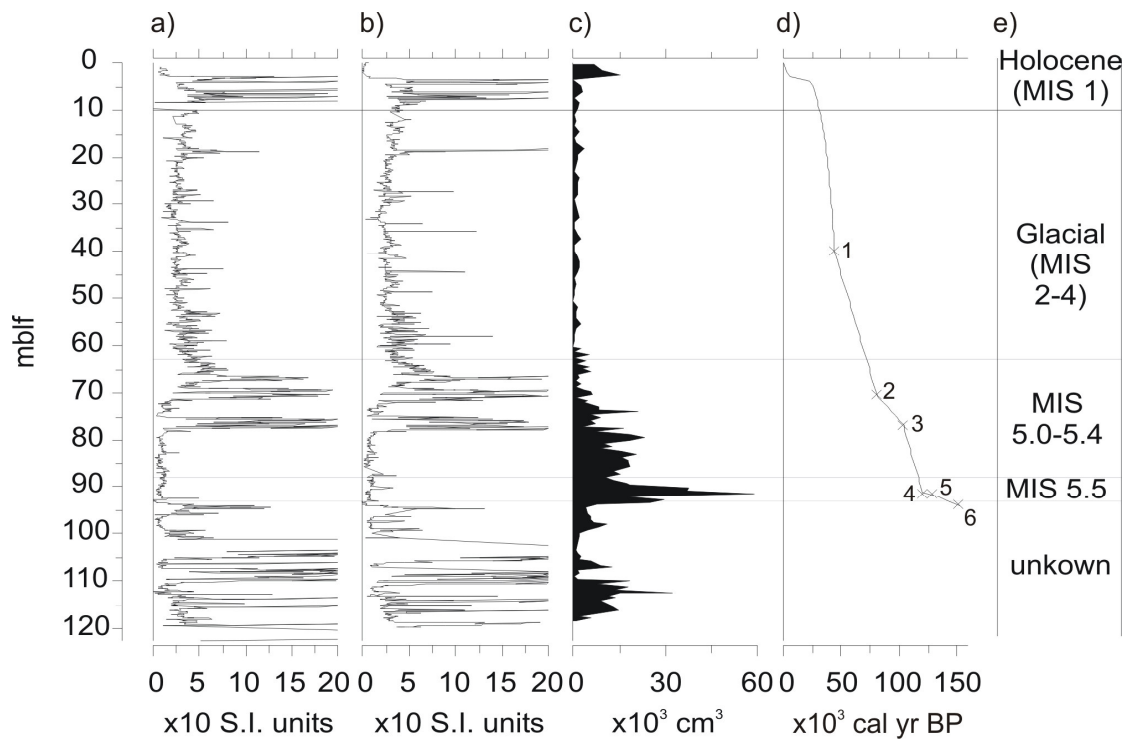 a)
b)
c)
d)
e)
0
10
20
30
40
50
60
70
80
90
100
110
120
mblf
Holocene
(MIS 1)
Glacial
(MIS
2-4)
MIS
5.0-5.4
MIS 5.5
unkown
1
2
3
4
5
6
0 5 10 15 20
x10 S.I. units
0 5 10 15 20
x10 S.I. units
0 30 60
x10³ cm³
0 50 100 150
x10³ cal yr BP